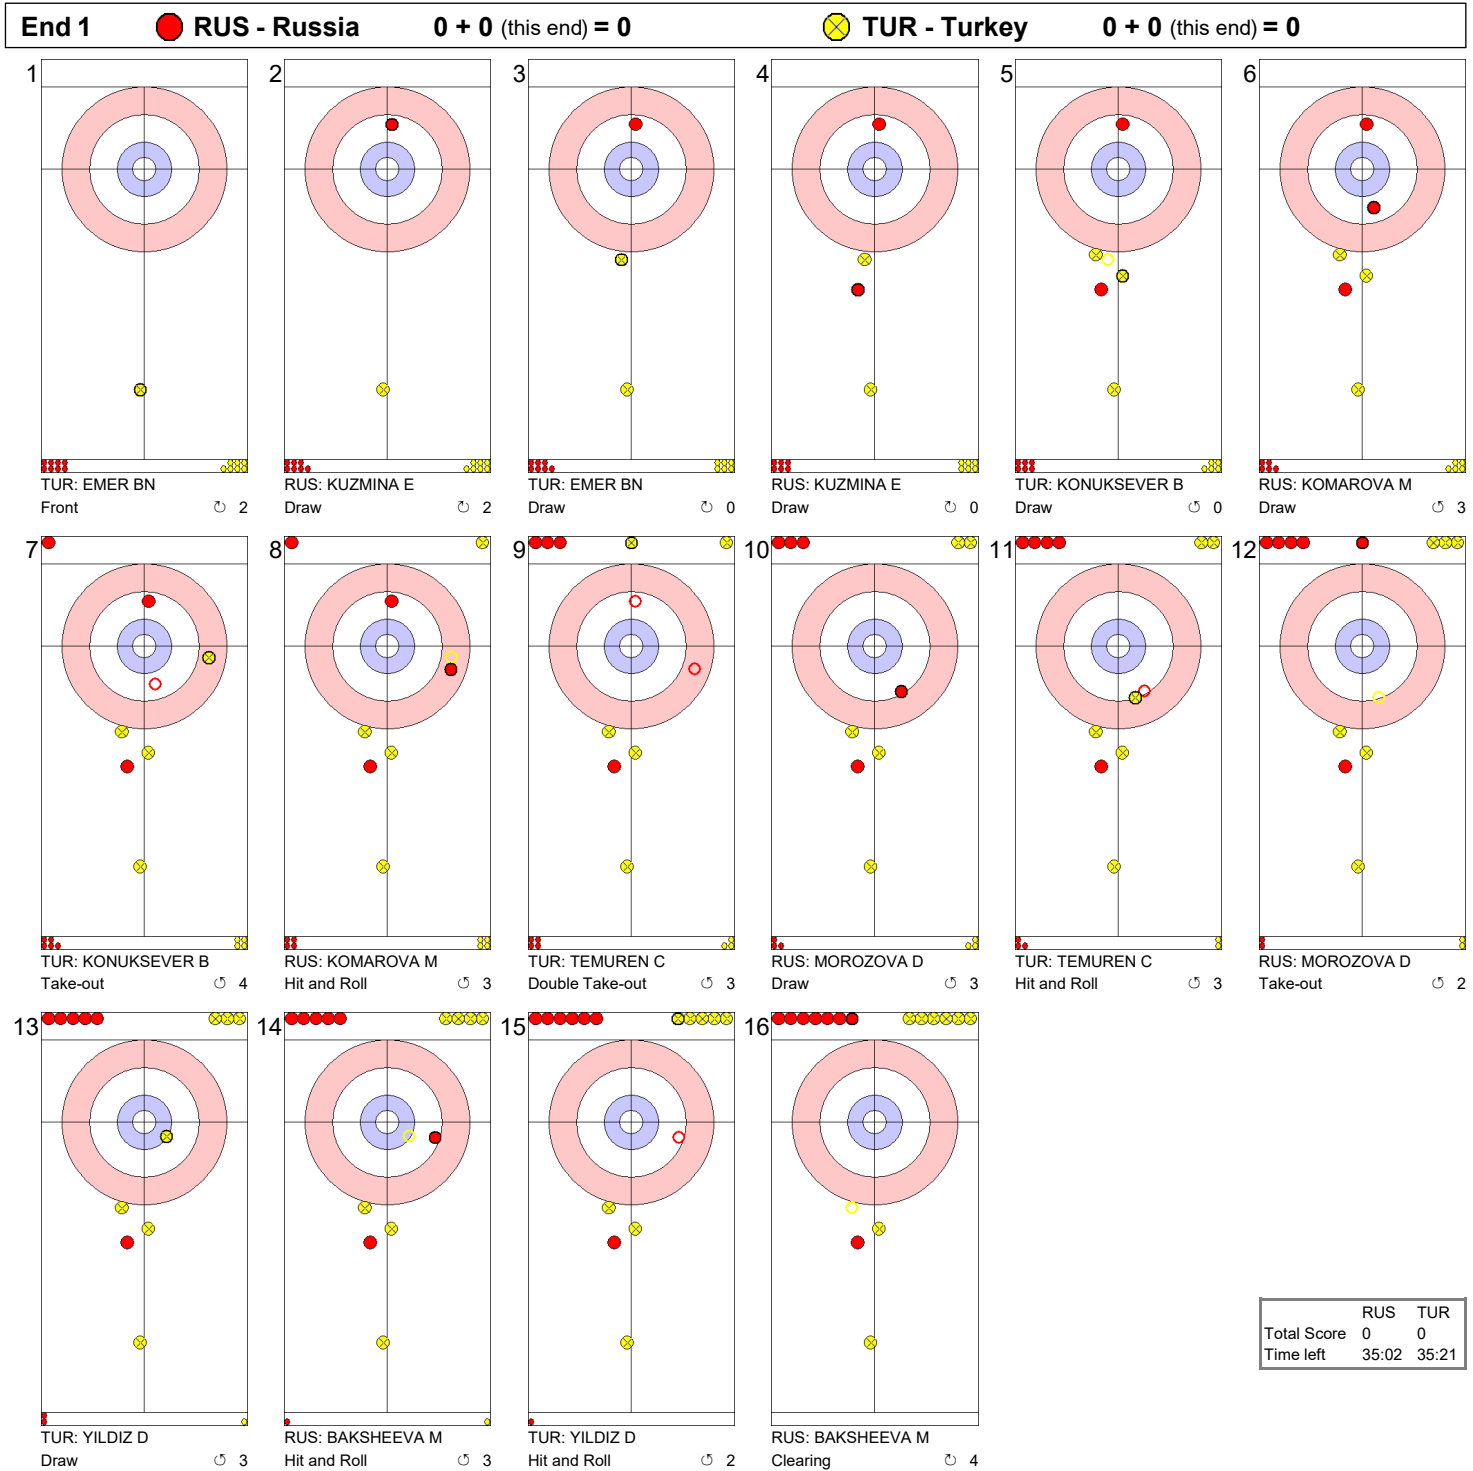 End 1 RUS - Russia 0 + 0 (this end) = 0 TUR - Turkey 0 + 0 (this end) = 0
1 2 3 4 5 6
TUR: EMER BN RUS: KUZMINA E TUR: EMER BN RUS: KUZMINA E TUR: KONUKSEVER B RUS: KOMAROVA M
Front ↻ 2 Draw ↻ 2 Draw ↻ 0 Draw ↻ 0 Draw ↺ 0 Draw ↺ 3
7 8 9 10 11 12
TUR: KONUKSEVER B RUS: KOMAROVA M TUR: TEMUREN C RUS: MOROZOVA D TUR: TEMUREN C RUS: MOROZOVA D
Take-out ↺ 4 Hit and Roll ↺ 3 Double Take-out ↺ 3 Draw ↺ 3 Hit and Roll ↺ 3 Take-out ↺ 2
13 14 15 16
RUS TUR
Total Score 0 0
Time left 35:02 35:21
TUR: YILDIZ D RUS: BAKSHEEVA M TUR: YILDIZ D RUS: BAKSHEEVA M
Draw ↺ 3 Hit and Roll ↺ 3 Hit and Roll ↺ 2 Clearing ↻ 4